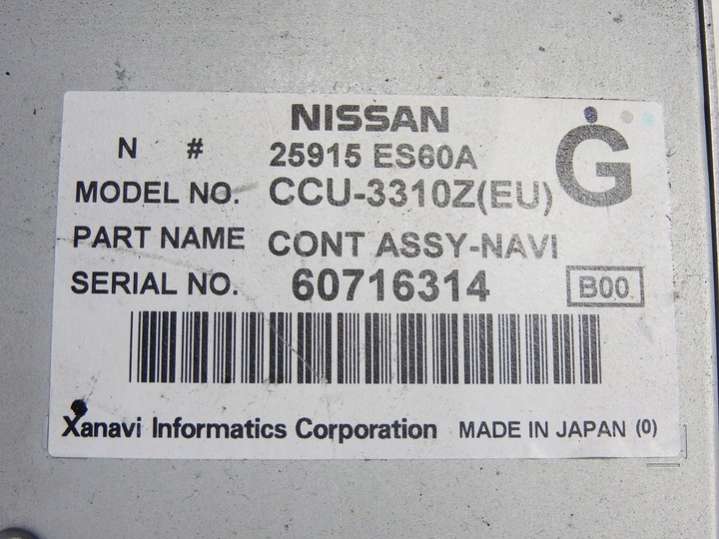 NISSAN
N # 25915 ES60A
G
MODEL NO. CCU-3310Z(EU)
PART NAME CONT ASSY-NAVI
SERIAL NO. 60716314 B00
Xanavi Informatics Corporation MADE IN JAPAN (0)